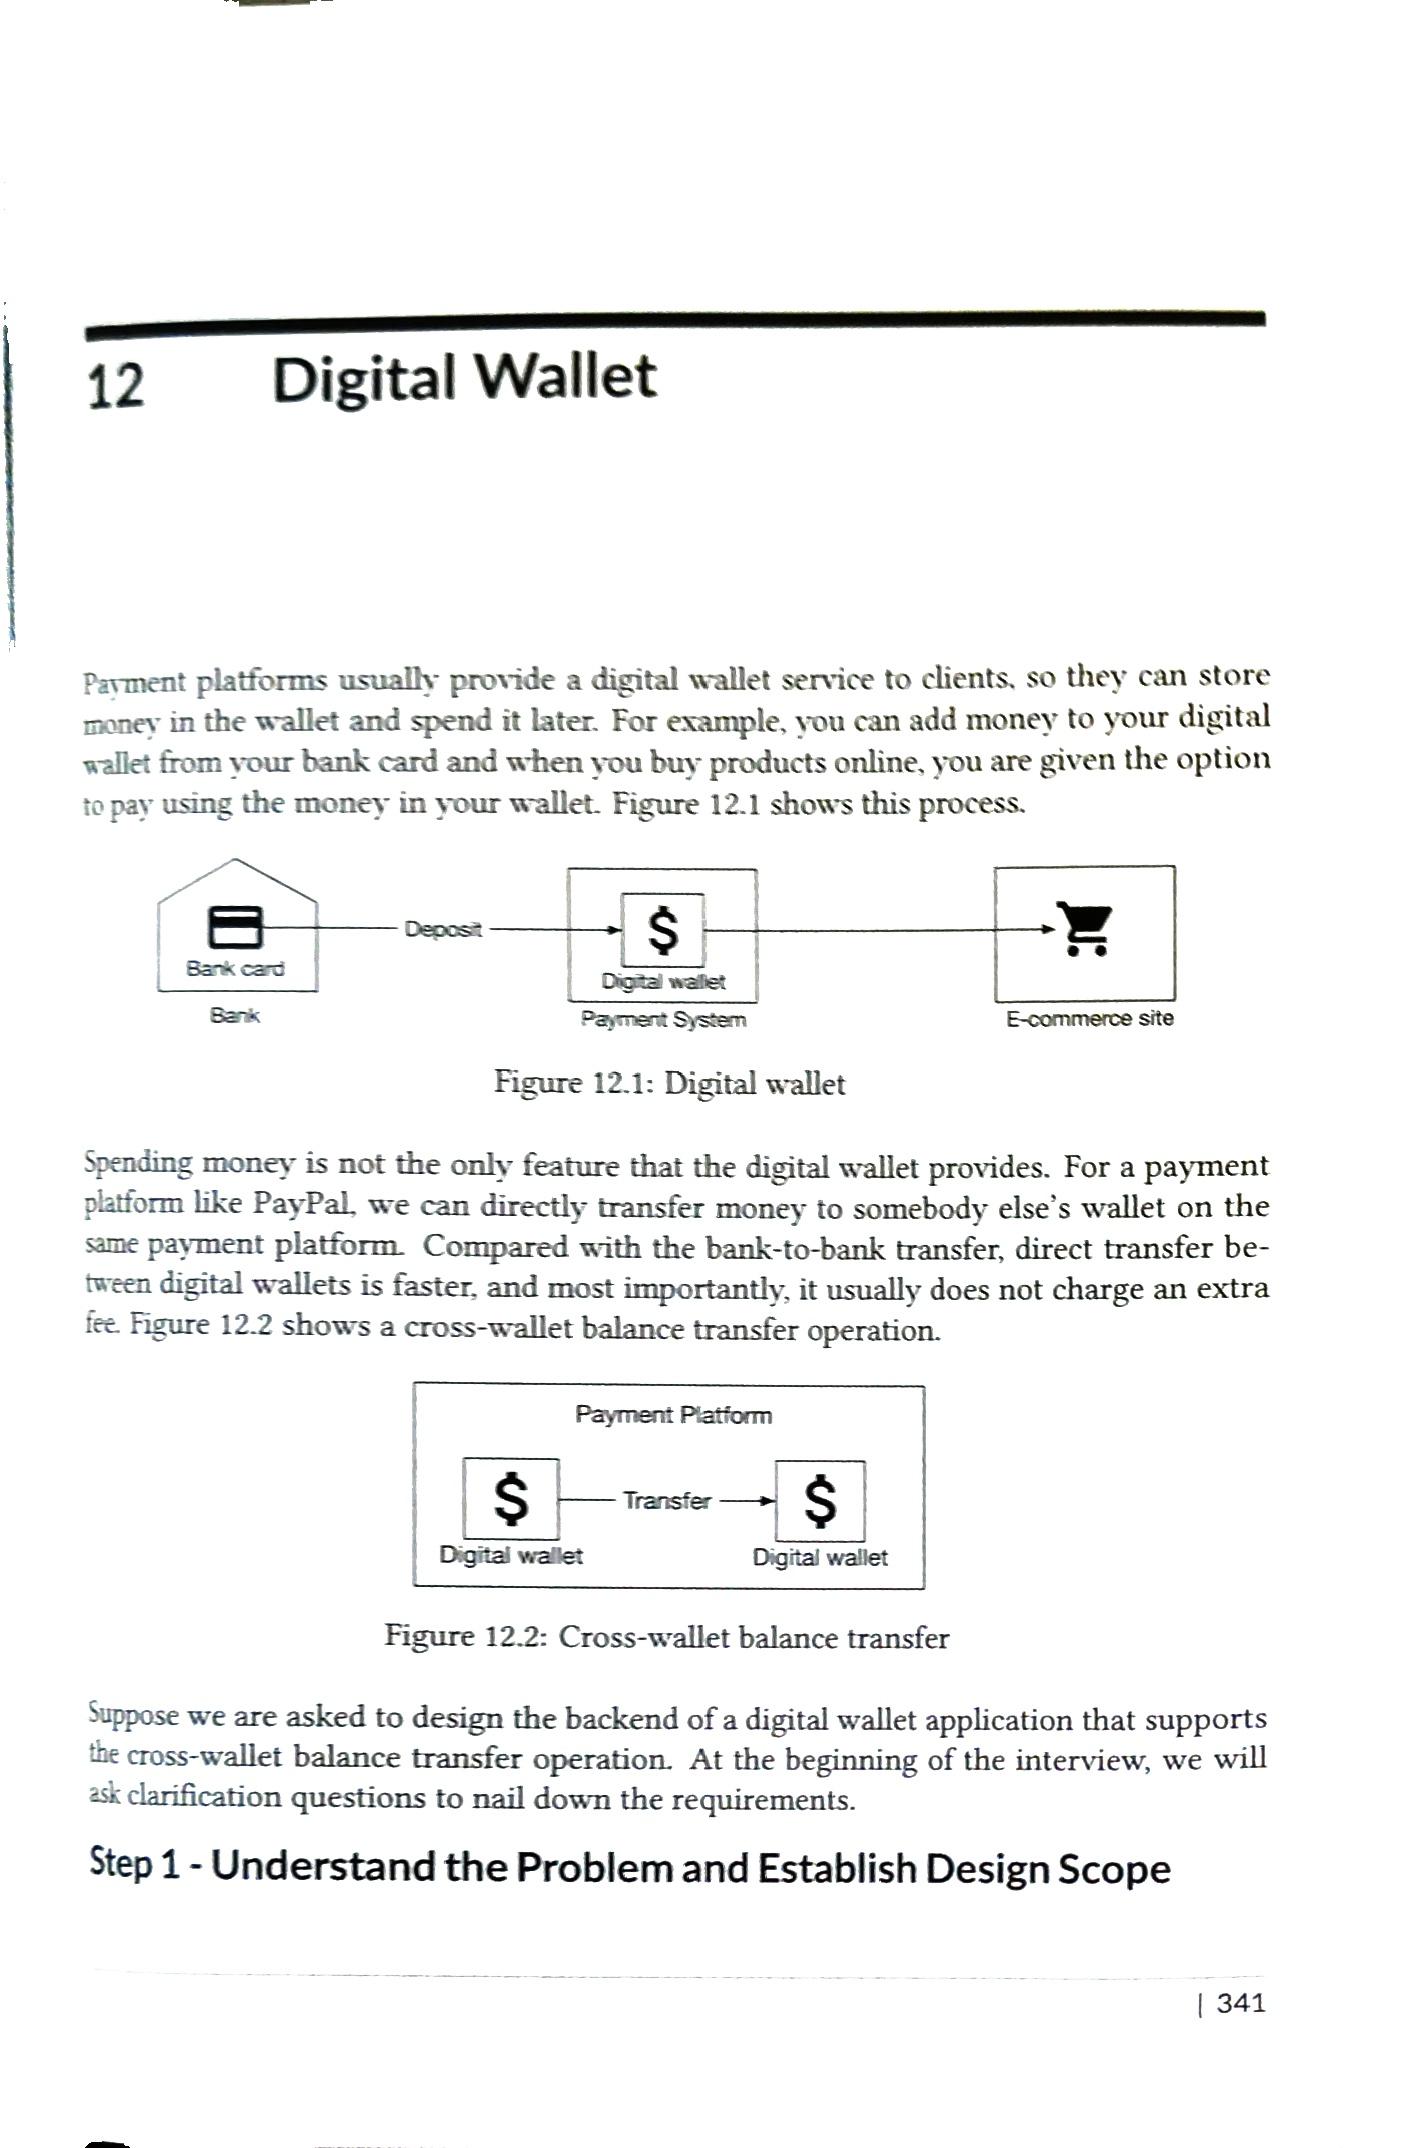 12 Digital Wallet
Payment platforms usually provide a digital wallet service to clients, so they can store
money in the wallet and spend it later. For example, you can add money to your digital
wallet from your bank card and when you buy products online, you are given the option
to pay using the money in your wallet. Figure 12.1 shows this process.
$
Deposit
Bank card
Digital wallet
Bank
Payment System
E-commerce site
Figure 12.1: Digital wallet
Spending money is not the only feature that the digital wallet provides. For a payment
platform like PayPal, we can directly transfer money to somebody else's wallet on the
same payment platform. Compared with the bank-to-bank transfer, direct transfer be-
tween digital wallets is faster, and most importantly, it usually does not charge an extra
fee. Figure 12.2 shows a cross-wallet balance transfer operation.
Payment Platform
$
Transfer
$
Digital wallet
Digital wallet
Figure 12.2: Cross-wallet balance transfer
Suppose we are asked to design the backend of a digital wallet application that supports
the cross-wallet balance transfer operation. At the beginning of the interview, we will
ask clarification questions to nail down the requirements.
Step 1 - Understand the Problem and Establish Design Scope
| 341